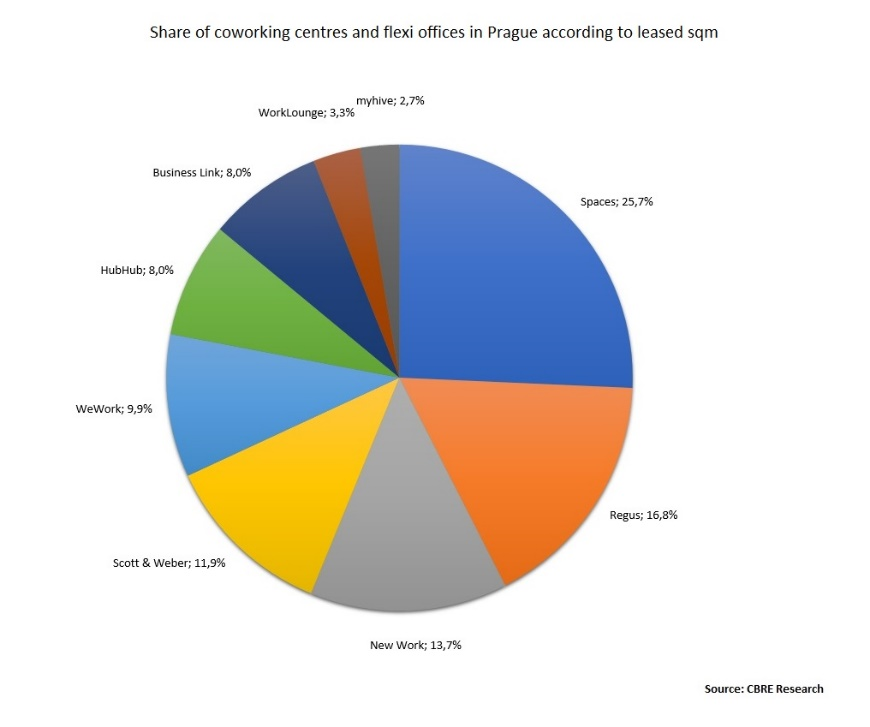 Share of coworking centres and flexi offices in Prague according to leased sqm
myhive; 2,7%
WorkLounge; 3,3%
Business Link; 8,0%
Spaces; 25,7%
HubHub; 8,0%
WeWork; 9,9%
Regus; 16,8%
Scott & Weber; 11,9%
New Work; 13,7%
Source: CBRE Research